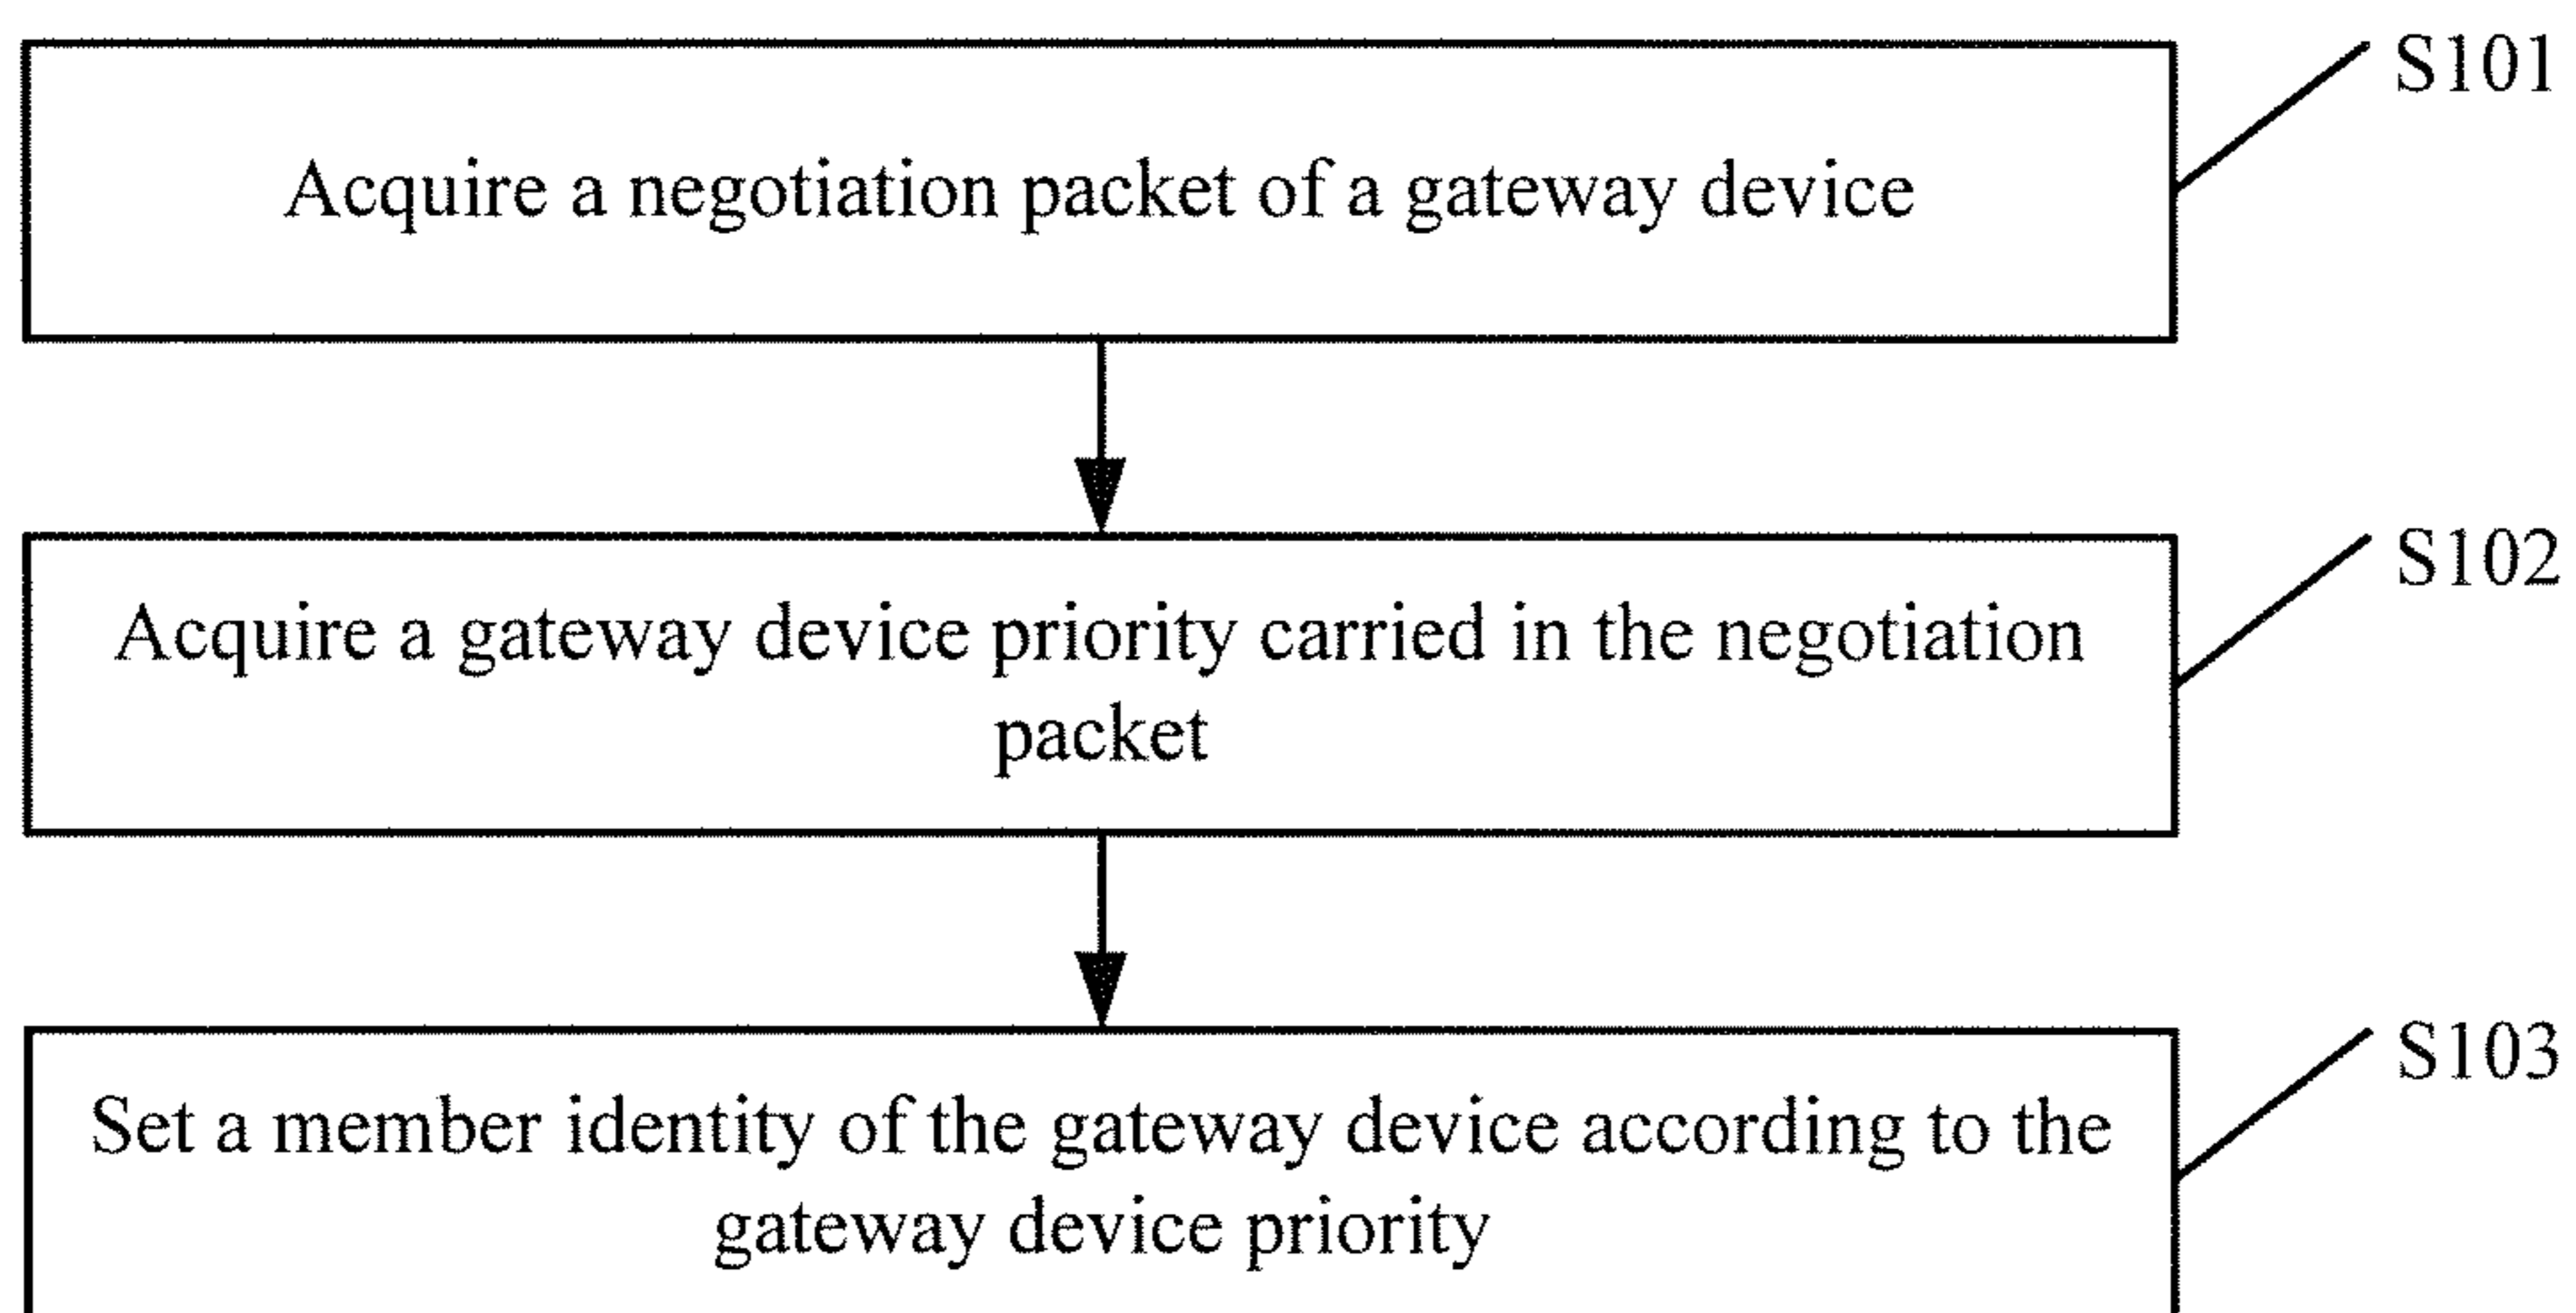 S101
Acquire a negotiation packet of a gateway device
S102
Acquire a gateway device priority carried in the negotiation
packet
S103
Set a member identity of the gateway device according to the
gateway device priority